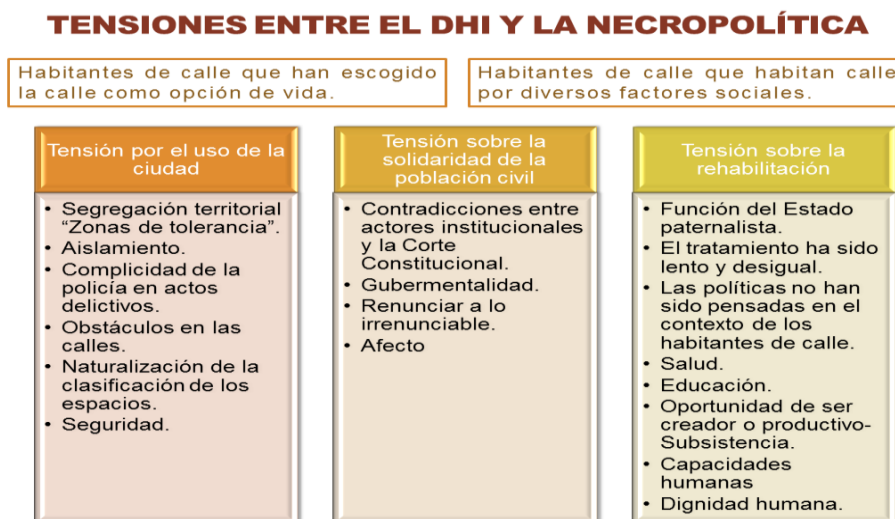 TENSIONES ENTRE EL DHI Y LA NECROPOLÍTICA
Habitantes de calle que han escogido
la calle como opción de vida.
Habitantes de calle que habitan calle
por diversos factores sociales.
Tensión por el uso de la
ciudad
• Segregación territorial
“Zonas de tolerancia”.
• Aislamiento.
• Complicidad de la
policía en actos
delictivos.
• Obstáculos en las
calles.
• Naturalización de la
clasificación de los
espacios.
• Seguridad.
Tensión sobre la
solidaridad de la
población civil
• Contradicciones entre
actores institucionales
y la Corte
Constitucional.
• Gubermentalidad.
• Renunciar a lo
irrenunciable.
• Afecto
Tensión sobre la
rehabilitación
• Función del Estado
paternalista.
• El tratamiento ha sido
lento y desigual.
• Las políticas no han
sido pensadas en el
contexto de los
habitantes de calle.
• Salud.
• Educación.
• Oportunidad de ser
creador o productivo-
Subsistencia.
• Capacidades
humanas
• Dignidad humana.